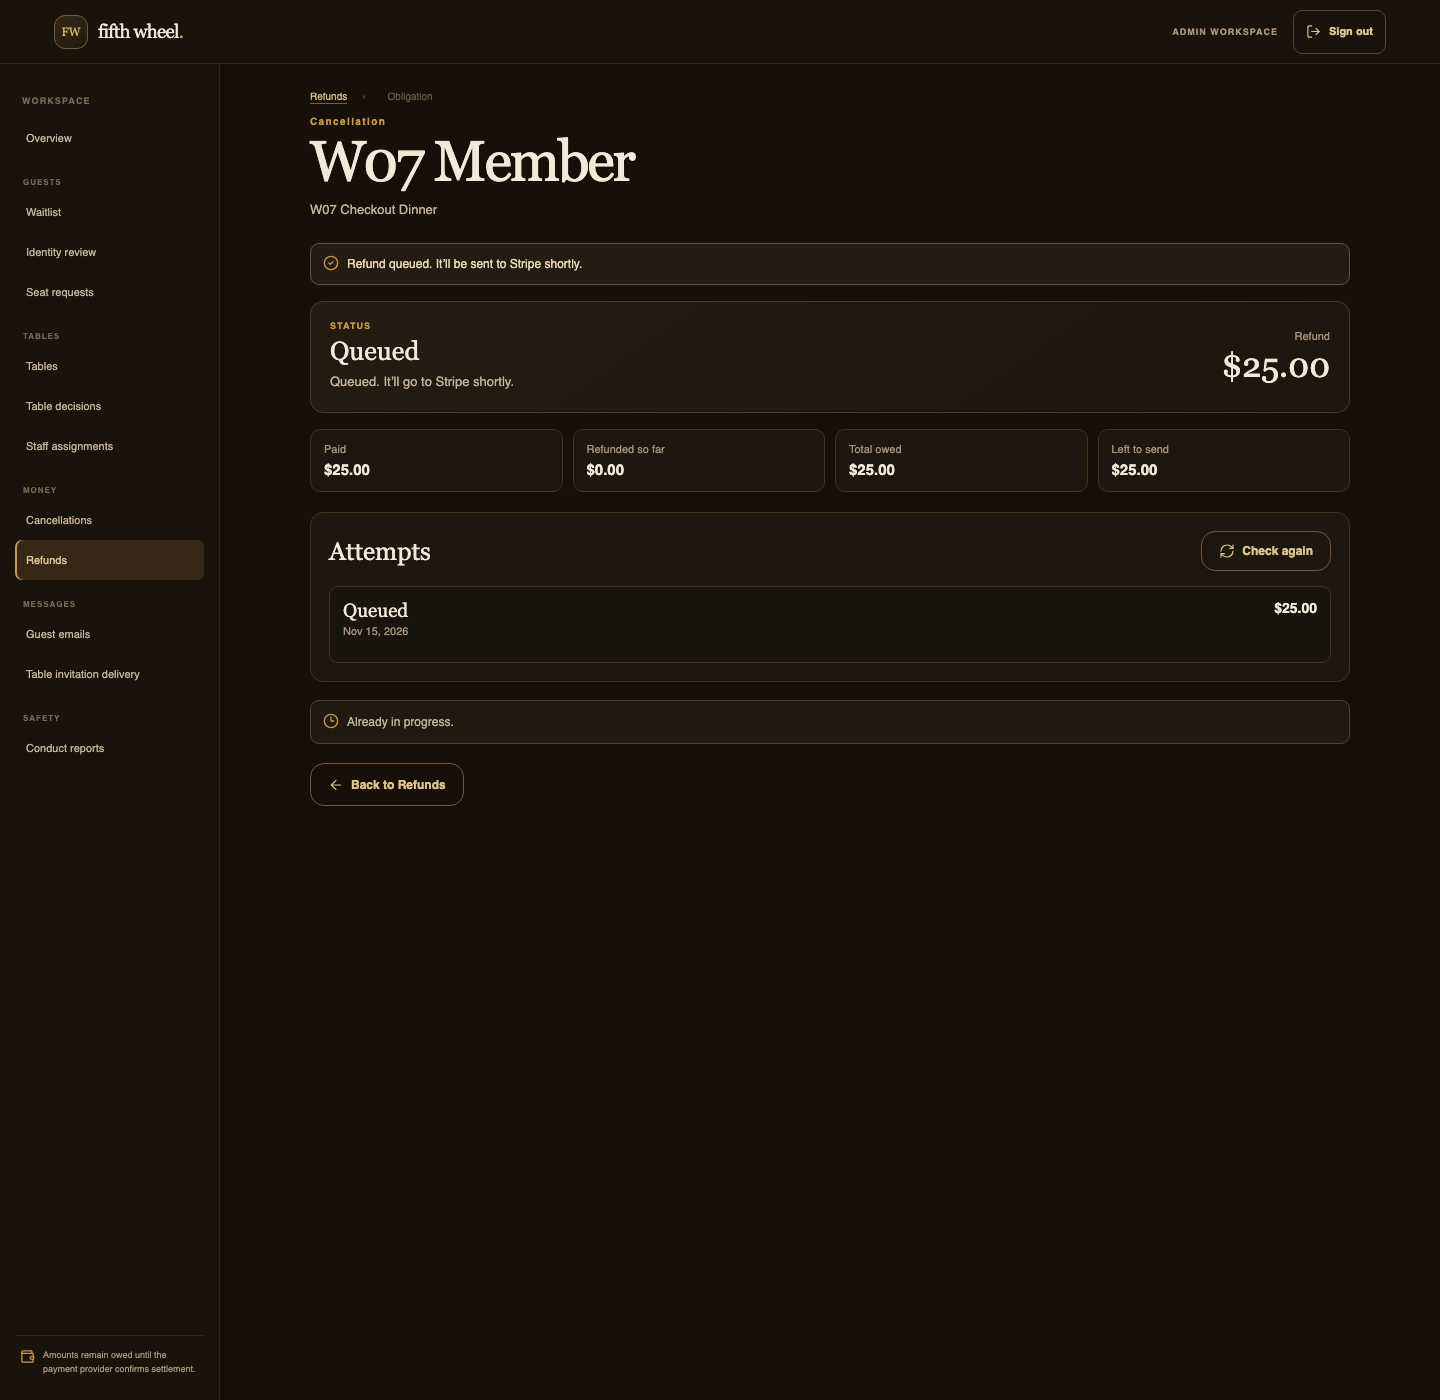 FW
fifth wheel.
ADMIN WORKSPACE
Sign out
WORKSPACE
Overview
GUESTS
Waitlist
Identity review
Seat requests
TABLES
Tables
Table decisions
Staff assignments
MONEY
Cancellations
Refunds
MESSAGES
Guest emails
Table invitation delivery
SAFETY
Conduct reports
Amounts remain owed until the
payment provider confirms settlement.
Refunds › Obligation
Cancellation
W07 Member
W07 Checkout Dinner
Refund queued. It’ll be sent to Stripe shortly.
STATUS
Queued
Queued. It’ll go to Stripe shortly.
Refund
$25.00
Paid
$25.00
Refunded so far
$0.00
Total owed
$25.00
Left to send
$25.00
Attempts
Check again
Queued
$25.00
Nov 15, 2026
Already in progress.
Back to Refunds